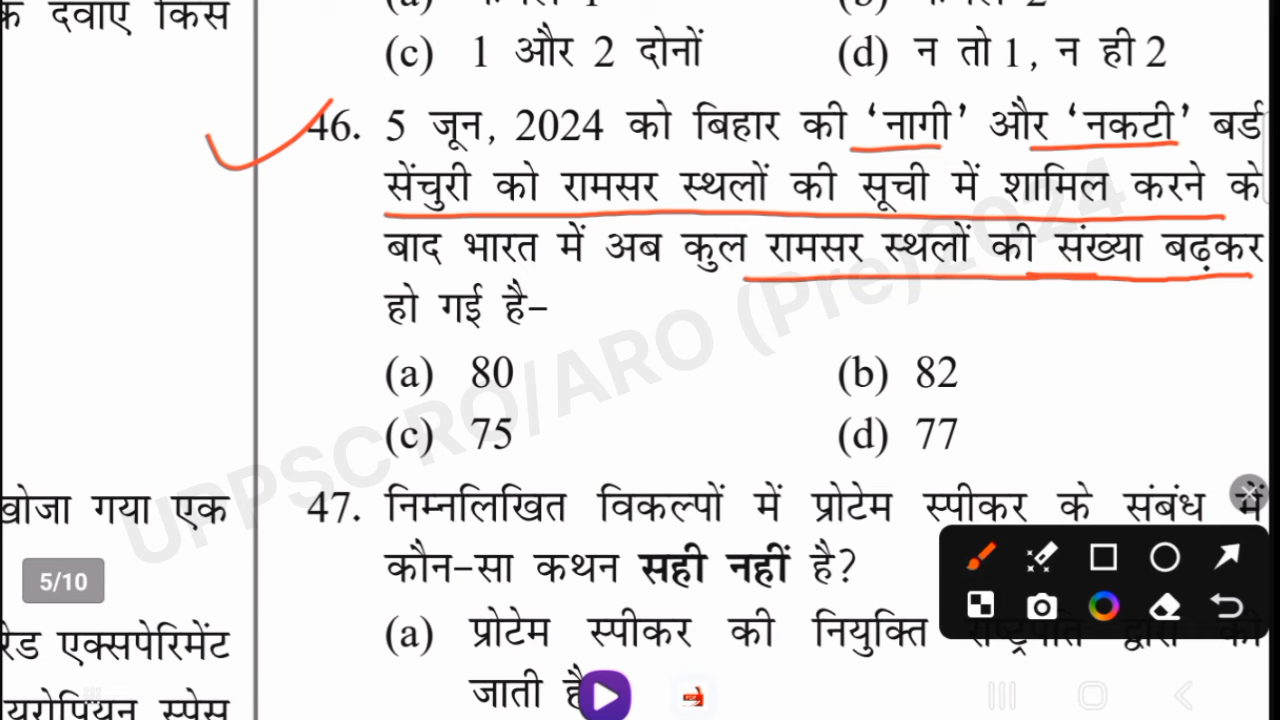 के दवाएं किस
(c) 1 और 2 दोनों
(d) न तो 1, न ही 2
46. 5 जून, 2024 को बिहार की ‘नागी’ और ‘नकटी’ बर्ड
सेंचुरी को रामसर स्थलों की सूची में शामिल करने के
बाद भारत में अब कुल रामसर स्थलों की संख्या बढ़कर
हो गई है–
(a) 80
(b) 82
(c) 75
(d) 77
खोजा गया एक
47. निम्नलिखित विकल्पों में प्रोटेम स्पीकर के संबंध में
कौन–सा कथन सही नहीं है?
5/10
(a) प्रोटेम स्पीकर की नियुक्ति राष्ट्रपति द्वारा की
जाती है
रेड एक्सपेरिमेंट
यूरोपियन स्पेस
UPPSC RO/ARO (Pre) 2024